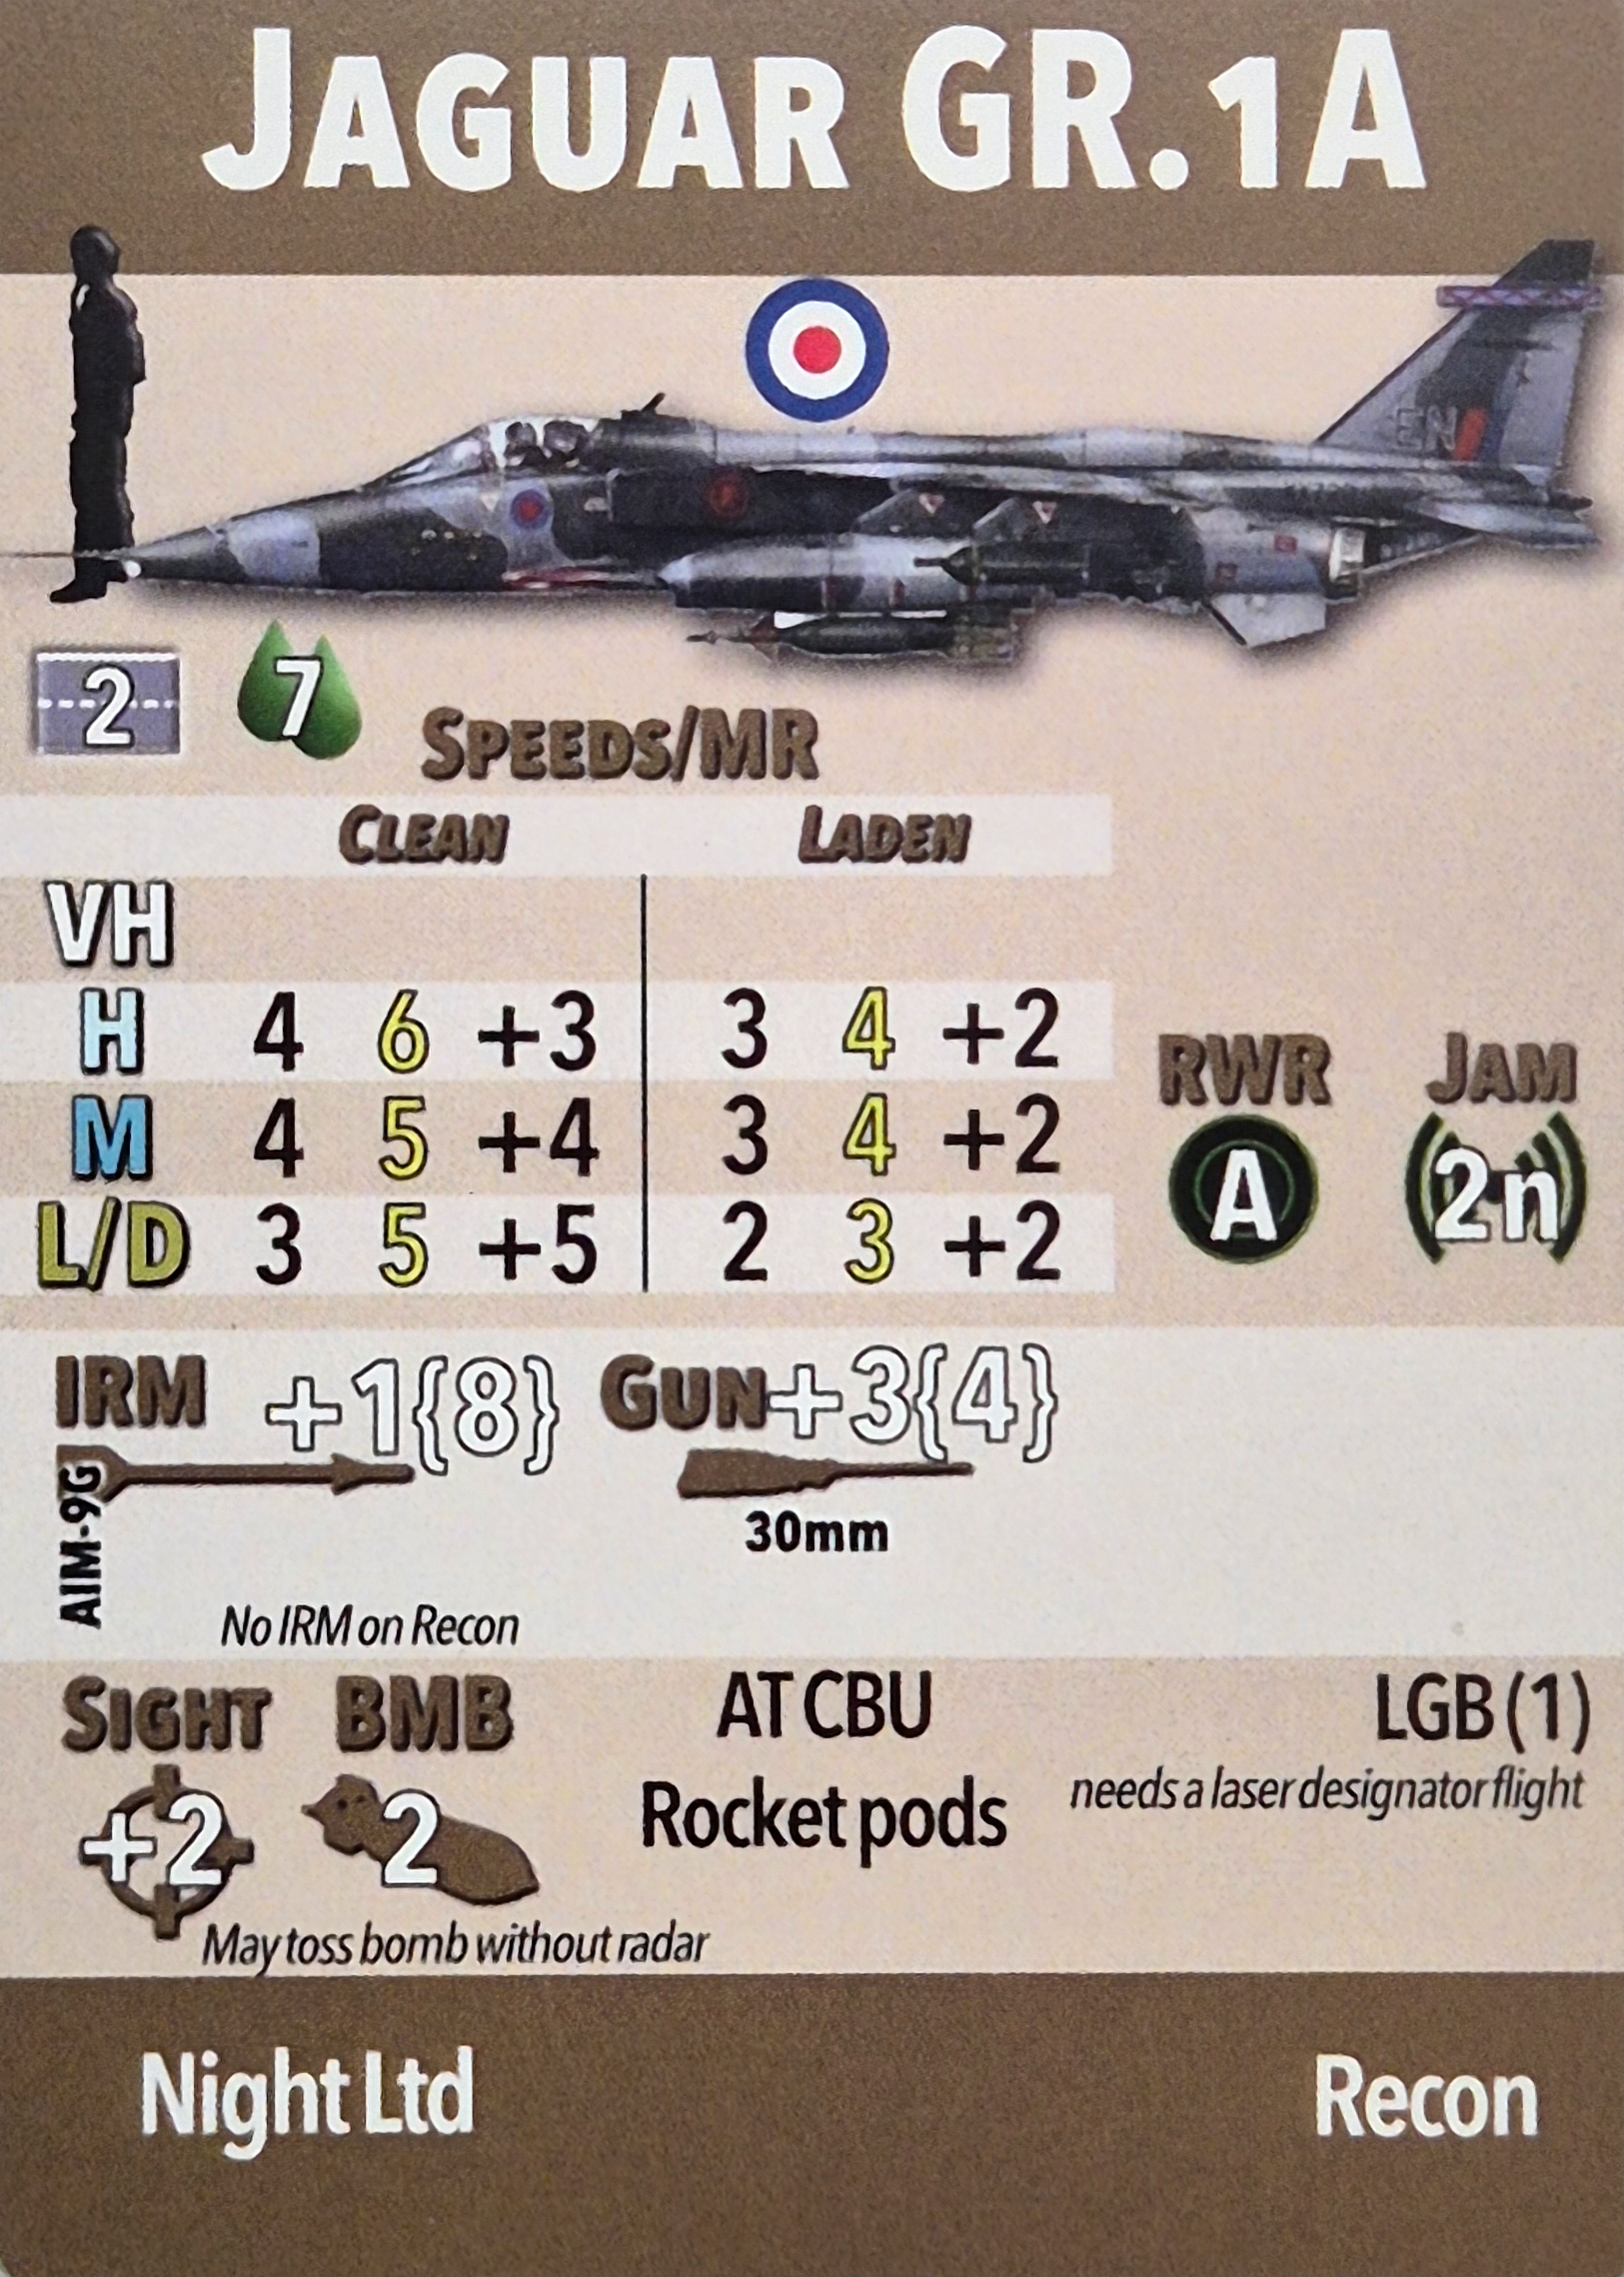 JAGUAR GR.1A
EN
2 7
SPEEDS/MR
CLEAN LADEN
VH
H 4 6 +3 3 4 +2
M 4 5 +4 3 4 +2
L/D 3 5 +5 2 3 +2
RWR JAM
A 2n
IRM +1{8} GUN +3{4}
AIM-9G
30mm
No IRM on Recon
SIGHT BMB AT CBU LGB (1)
needs a laser designator flight
+2 2 Rocket pods
May toss bomb without radar
Night Ltd Recon